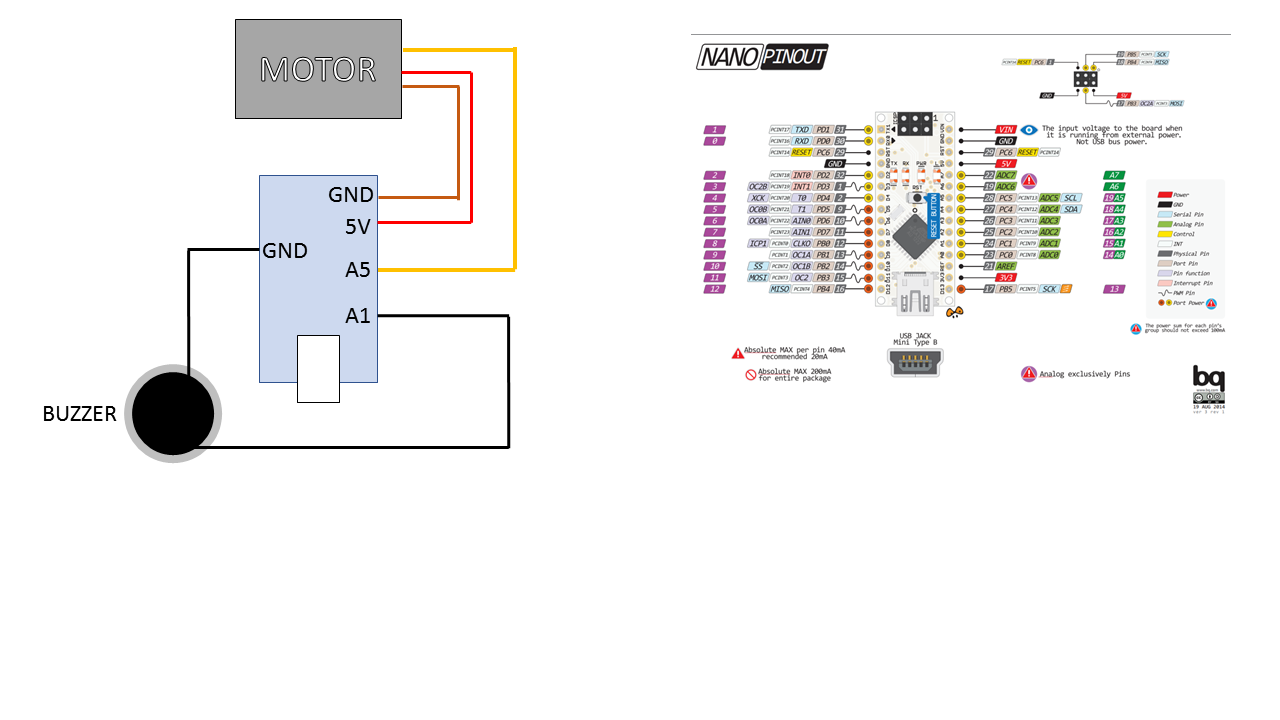 MOTOR
GND
5V
GND
A5
A1
BUZZER
NANO PINOUT
19 PB5 PCINT5 SCK
PCINT14 RESET PC6 1
18 PB4 PCINT4 MISO
GND
5V
PB3 OC2A PCINT3 MOSI
1 PCINT17 TXD PD1 31
VIN
The input voltage to the board when
it is running from external power.
Not USB bus power.
0 PCINT16 RXD PD0 30
GND
PCINT14 RESET PC6 29
29 PC6 RESET PCINT14
GND
5V
TX RX PWR L
2 PCINT18 INT0 PD2 32
22 ADC7 A7
3 OC2B PCINT19 INT1 PD3 1
19 ADC6 A6
RST
4 XCK PCINT20 T0 PD4 2
28 PC5 PCINT13 ADC5 SCL 19 A5
5 OC0B PCINT21 T1 PD5 9
27 PC4 PCINT12 ADC4 SDA 18 A4
6 OC0A PCINT22 AIN0 PD6 10
26 PC3 PCINT11 ADC3 17 A3
7 PCINT23 AIN1 PD7 11
25 PC2 PCINT10 ADC2 16 A2
8 ICP1 PCINT0 CLKO PB0 12
24 PC1 PCINT9 ADC1 15 A1
9 PCINT1 OC1A PB1 13
23 PC0 PCINT8 ADC0 14 A0
10 SS PCINT2 OC1B PB2 14
21 AREF
11 MOSI PCINT3 OC2 PB3 15
3V3
12 MISO PCINT4 PB4 16
17 PB5 PCINT5 SCK 13
RESET BUTTON
Power
GND
Serial Pin
Analog Pin
Control
INT
Physical Pin
Port Pin
Pin function
Interrupt Pin
PWM Pin
Port Power
The power sum for each pin's
group should not exceed 100mA
USB JACK
Mini Type B
Absolute MAX per pin 40mA
recommended 20mA
Absolute MAX 200mA
for entire package
Analog exclusively Pins
bq
www.bq.com
19 AUG 2014
ver 3 rev 1